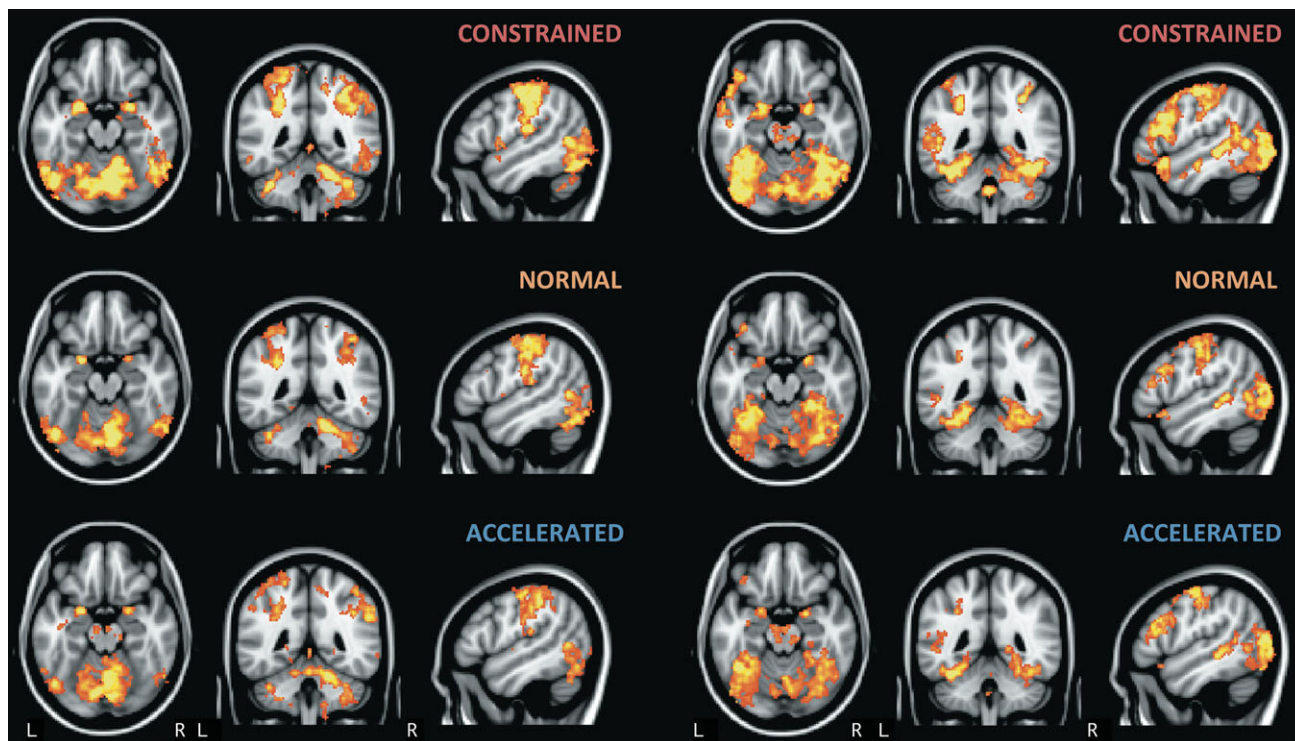 CONSTRAINED CONSTRAINED
NORMAL NORMAL
ACCELERATED ACCELERATED
L R L R L R L R